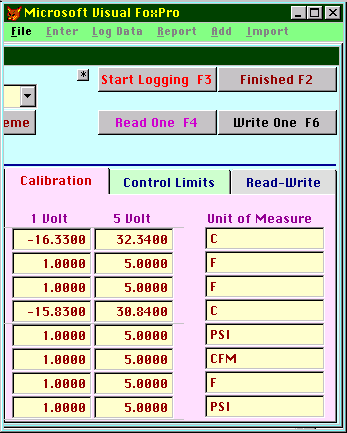 Microsoft Visual FoxPro
File Enter Log Data Report Add Import
* Start Logging F3 Finished F2
eme Read One F4 Write One F6
Calibration Control Limits Read-Write
1 Volt 5 Volt Unit of Measure
-16.3300 32.3400 C
1.0000 5.0000 F
1.0000 5.0000 F
-15.8300 30.8400 C
1.0000 5.0000 PSI
1.0000 5.0000 CFM
1.0000 5.0000 F
1.0000 5.0000 PSI